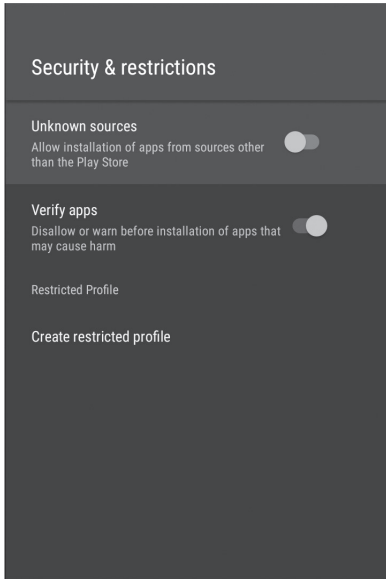 Security & restrictions
Unknown sources
Allow installation of apps from sources other
than the Play Store
Verify apps
Disallow or warn before installation of apps that
may cause harm
Restricted Profile
Create restricted profile